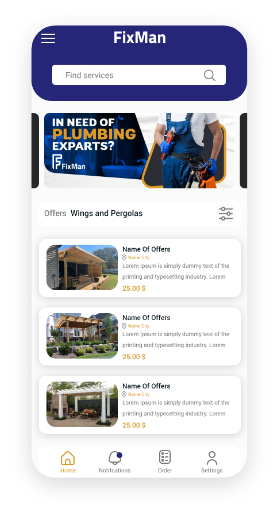 FixMan
Find services
IN NEED OF
PLUMBING
EXPERTS?
FixMan
Offers Wings and Pergolas
Name Of Offers
Name City
Lorem Ipsum is simply dummy text of the
printing and typesetting industry. Lorem
25.00 $
Name Of Offers
Name City
Lorem Ipsum is simply dummy text of the
printing and typesetting industry. Lorem
25.00 $
Name Of Offers
Name City
Lorem Ipsum is simply dummy text of the
printing and typesetting industry. Lorem
25.00 $
Home Notifcations Order Settings